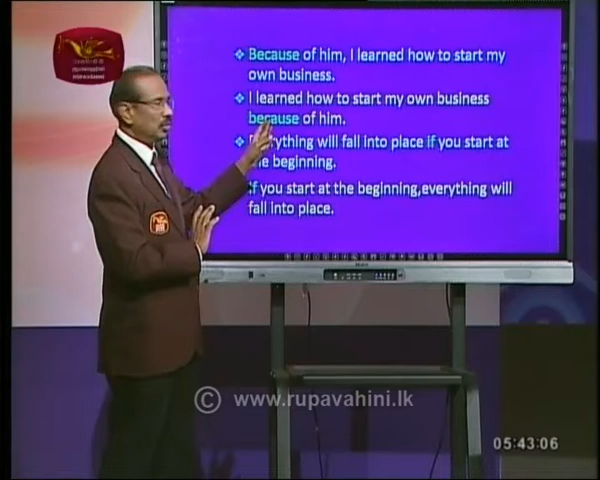 Because of him, I learned how to start my
own business.
I learned how to start my own business
because of him.
Everything will fall into place if you start at
the beginning.
If you start at the beginning,everything will
fall into place.
© www.rupavahini.lk
05:43:06